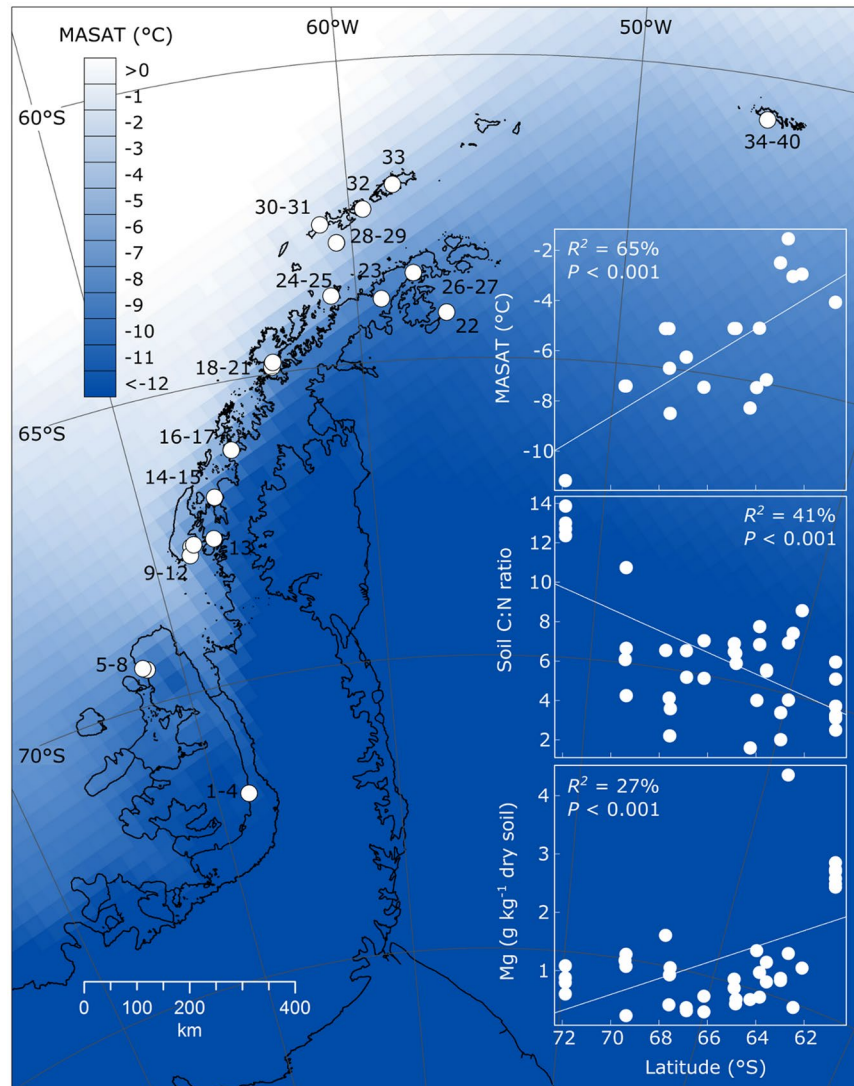 MASAT (°C)
60°W
50°W
>0
-1
-2
-3
-4
-5
-6
-7
-8
-9
-10
-11
<-12
60°S
65°S
70°S
34-40
33
32
30-31
28-29
24-25
23
26-27
22
18-21
16-17
14-15
13
9-12
5-8
1-4
0 100 200 300 400
km
R² = 65%
P < 0.001
MASAT (°C)
-2
-4
-6
-8
-10
R² = 41%
P < 0.001
Soil C:N ratio
14
12
10
8
6
4
2
R² = 27%
P < 0.001
Mg (g kg⁻¹ dry soil)
4
3
2
1
72 70 68 66 64 62
Latitude (°S)